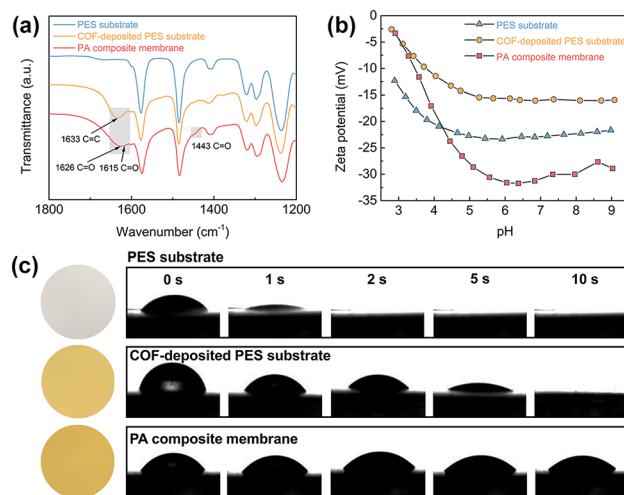 (a)
PES substrate
COF-deposited PES substrate
PA composite membrane
Transmittance (a.u.)
1633 C=C
1626 C=O
1615 C=O
1443 C=O
1800
1600
1400
1200
Wavenumber (cm⁻¹)
(b)
PES substrate
COF-deposited PES substrate
PA composite membrane
Zeta potential (mV)
0
-5
-10
-15
-20
-25
-30
-35
3
4
5
6
7
8
9
pH
(c)
PES substrate
0 s
1 s
2 s
5 s
10 s
COF-deposited PES substrate
PA composite membrane